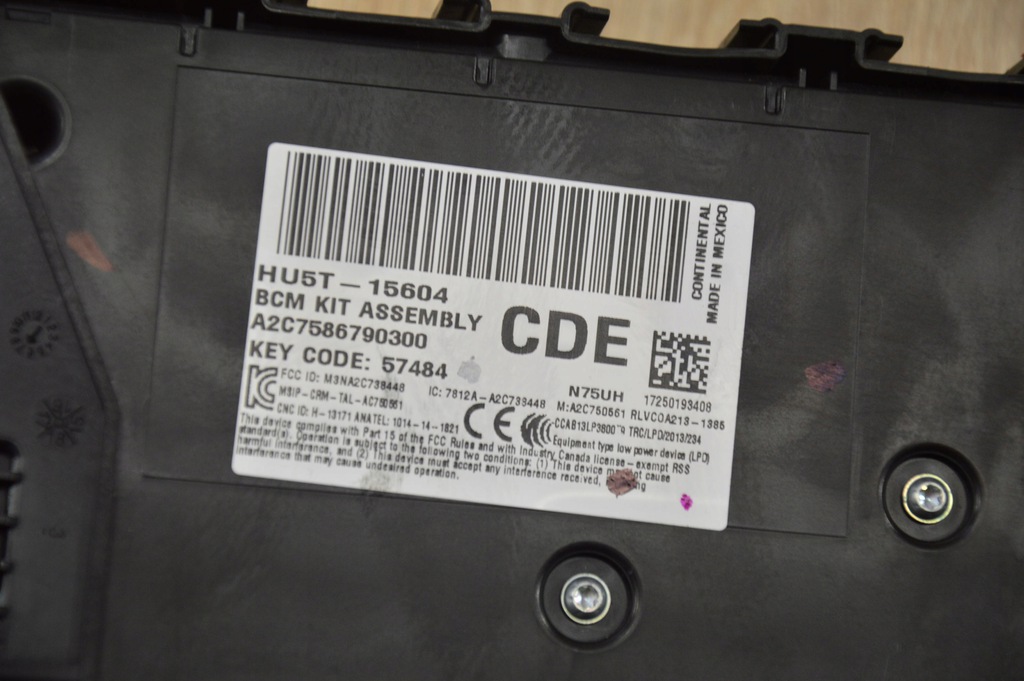 CONTINENTAL
MADE IN MEXICO
HU5T-15604
BCM KIT ASSEMBLY
A2C7586790300
KEY CODE: 57484
CDE
FCC ID: M3NA2C738448
IC: 7812A-A2C739448
N75UH
17250193408
MSIP-CRM-TAL-AC750561
M:A2C750561 RLVCOA213-1385
CNC ID: H-13171 ANATEL: 1014-14-1821
CE
CCAB13LP3800 TRC/LPD/2013/234
Equipment type low power device (LPD)
This device complies with Part 15 of the FCC Rules and with Industry Canada license-exempt RSS
standard(s). Operation is subject to the following two conditions: (1) This device may not cause
harmful interference, and (2) This device must accept any interference received,
interference that may cause undesired operation.